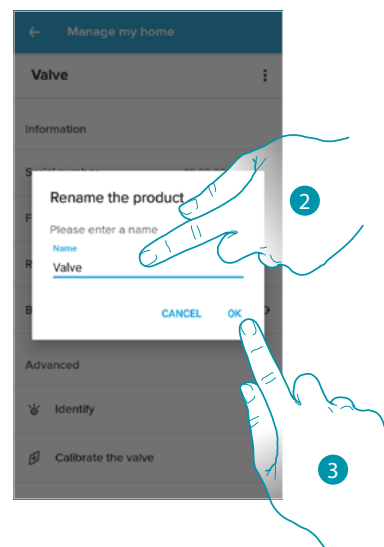 Manage my home
Valve
Information
Rename the product
Please enter a name
Name
Valve
CANCEL OK
Advanced
Identify
Calibrate the valve
2
3